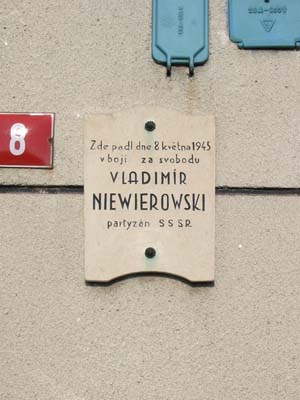 8
Zde padl dne 8 května 1945
v boji za svobodu
VLADIMÍR
NIEWIEROWSKI
partyzán SSSR